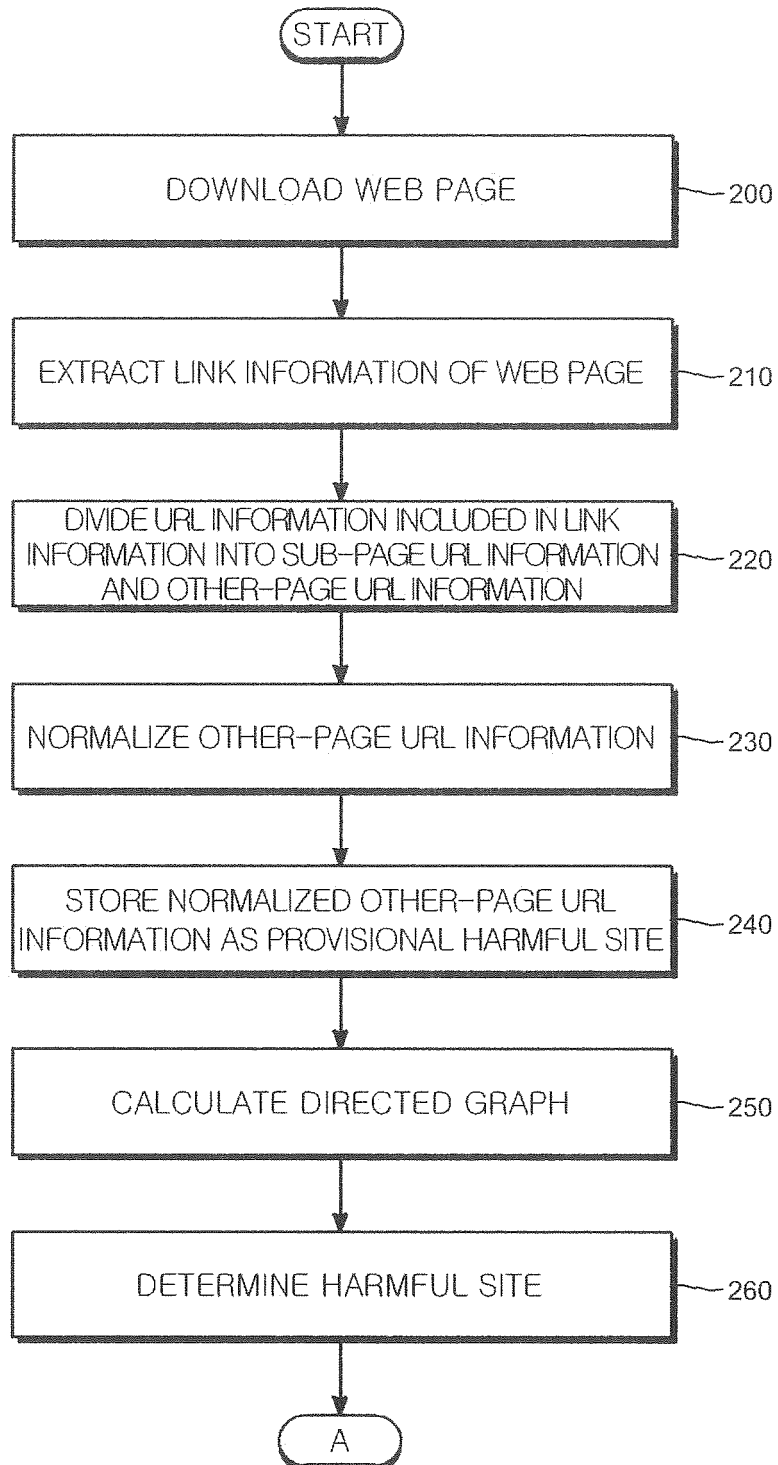 START
DOWNLOAD WEB PAGE
200
EXTRACT LINK INFORMATION OF WEB PAGE
210
DIVIDE URL INFORMATION INCLUDED IN LINK
INFORMATION INTO SUB-PAGE URL INFORMATION
AND OTHER-PAGE URL INFORMATION
220
NORMALIZE OTHER-PAGE URL INFORMATION
230
STORE NORMALIZED OTHER-PAGE URL
INFORMATION AS PROVISIONAL HARMFUL SITE
240
CALCULATE DIRECTED GRAPH
250
DETERMINE HARMFUL SITE
260
A